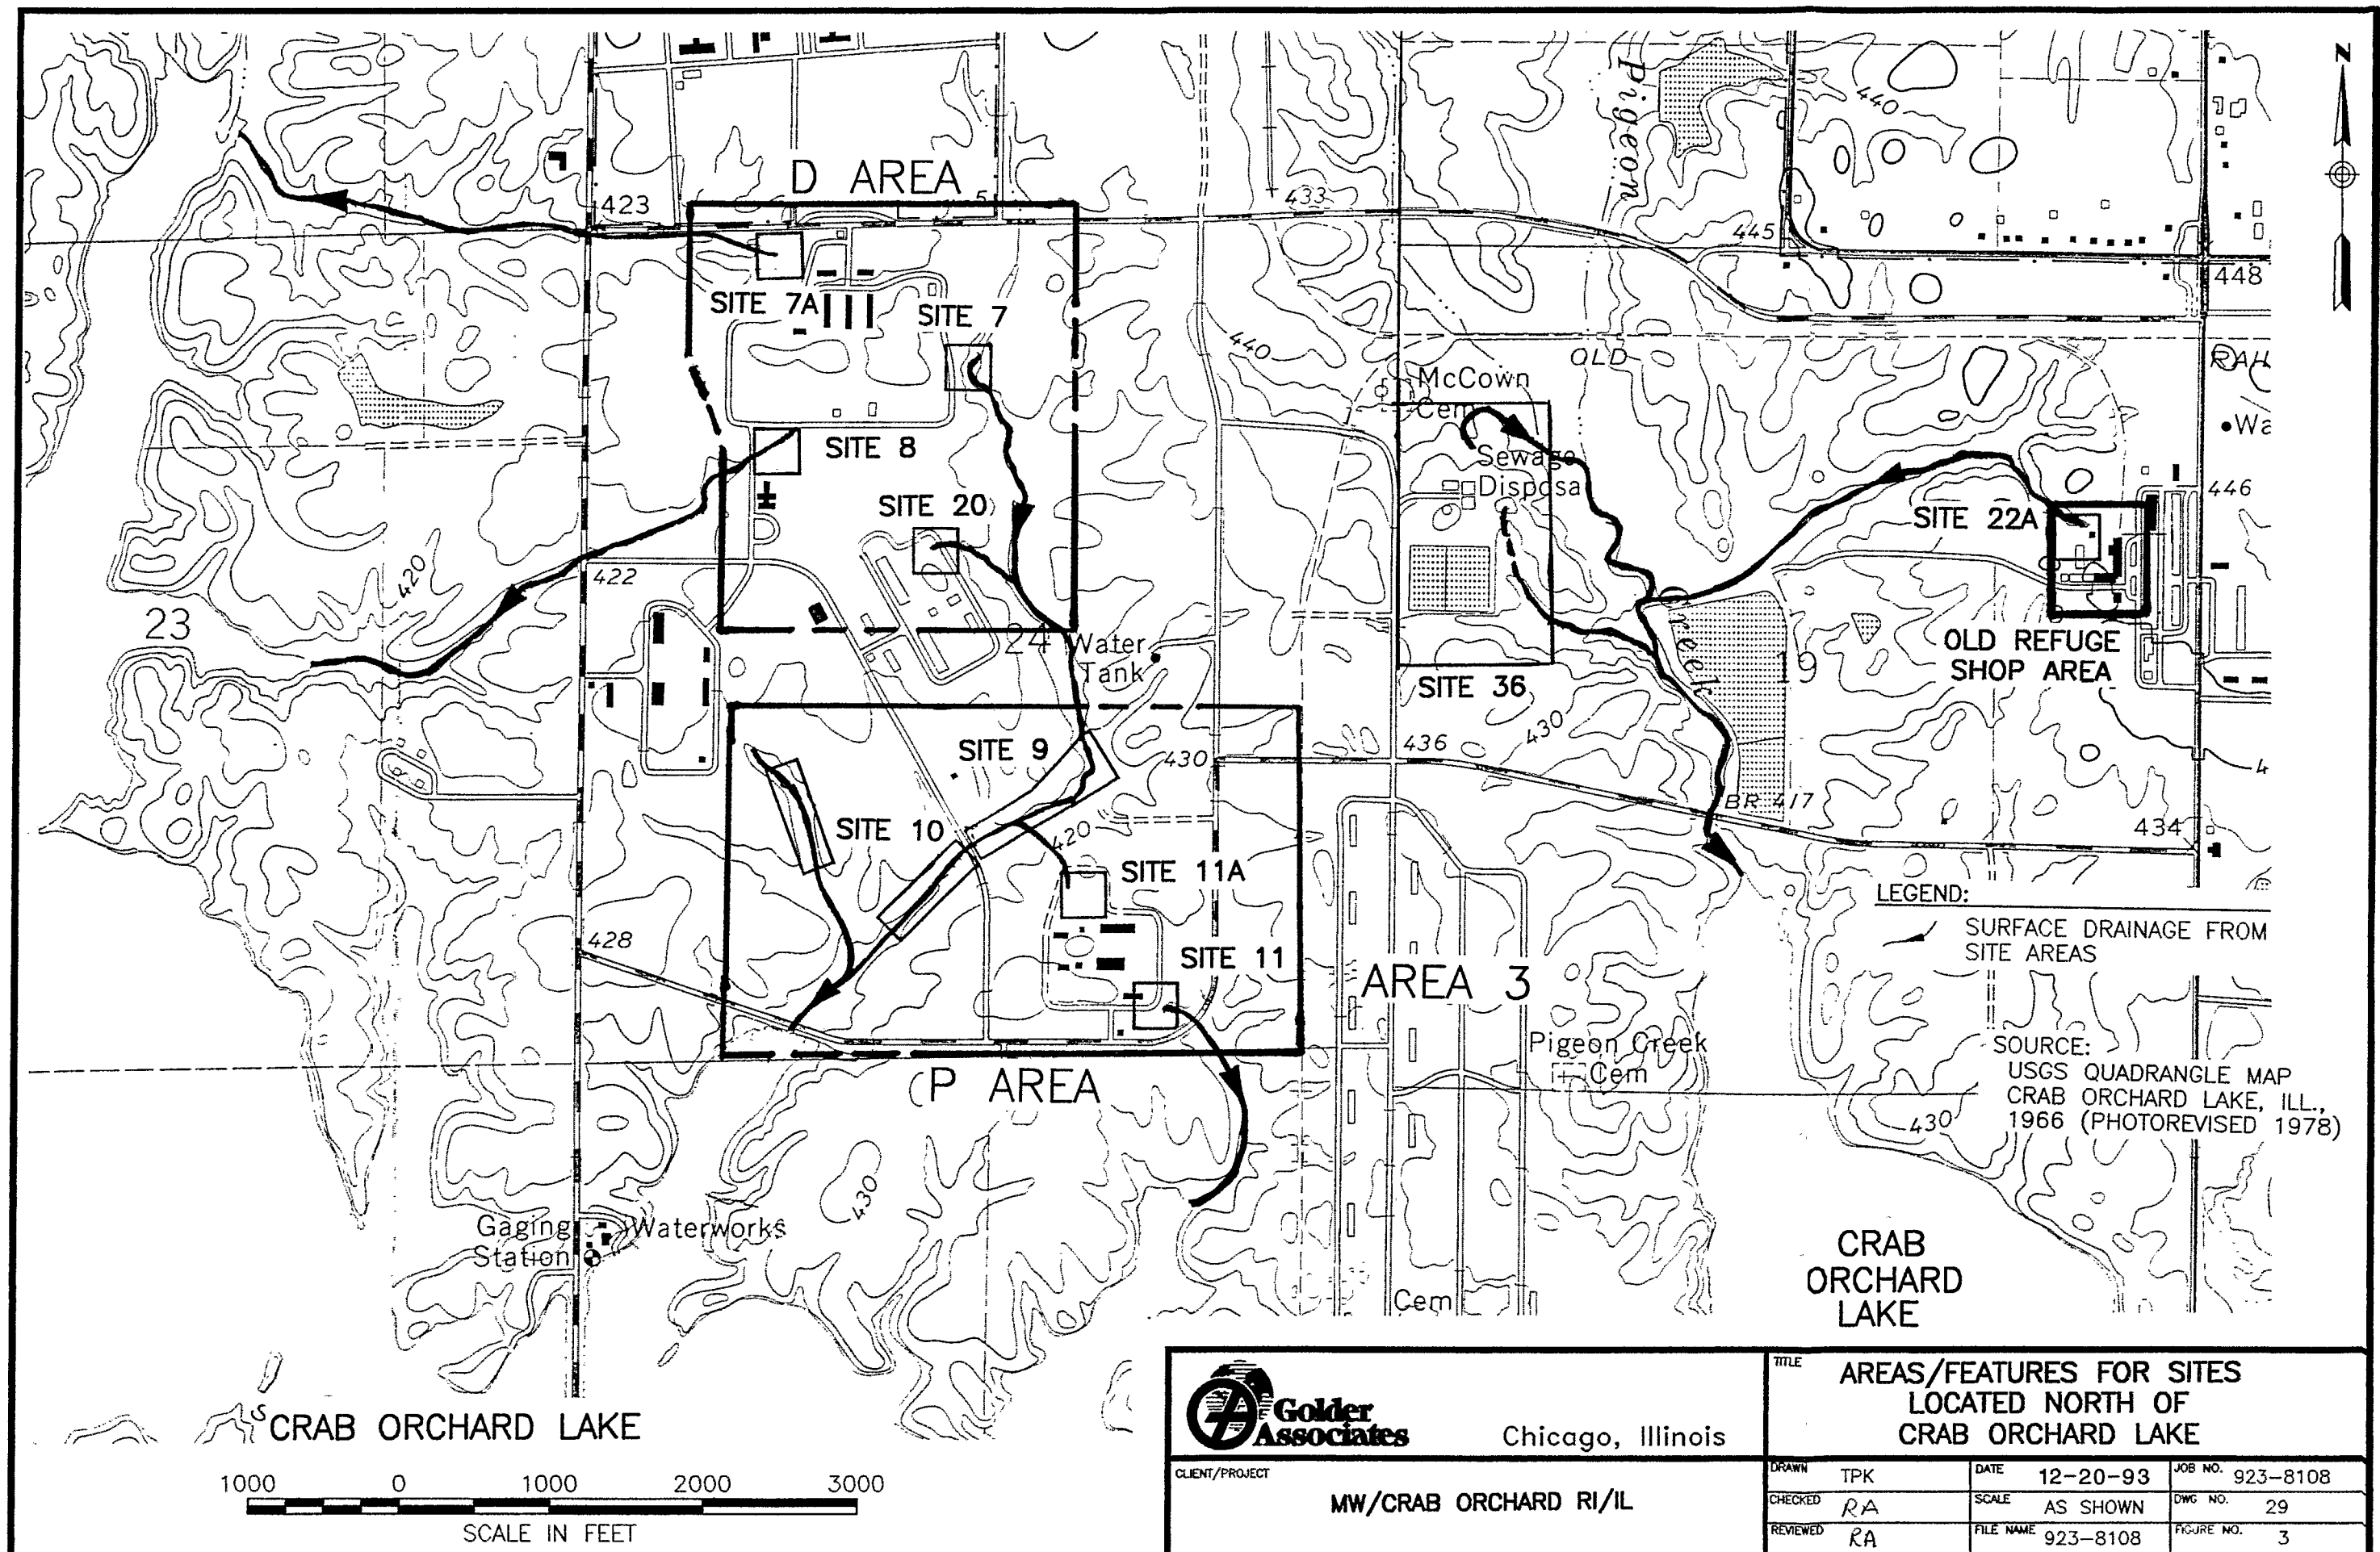 N
Pigeon
440
D AREA
423
5
433
445
448
SITE 7A
SITE 7
440
OLD
McCown
Cem
Wa
SITE 8
Sewage
Disposal
446
SITE 20
SITE 22A
420
422
23
24
Water
Tank
Creek
19
OLD REFUGE
SHOP AREA
SITE 36
SITE 9
430
436
430
4
BR 417
434
SITE 10
420
SITE 11A
LEGEND:
SURFACE DRAINAGE FROM
SITE AREAS
428
SITE 11
AREA 3
Pigeon Creek
Cem
P AREA
SOURCE:
USGS QUADRANGLE MAP
CRAB ORCHARD LAKE, ILL.,
1966 (PHOTOREVISED 1978)
430
430
Gaging
Station
Waterworks
CRAB
ORCHARD
LAKE
Cem
CRAB ORCHARD LAKE
1000 0 1000 2000 3000
SCALE IN FEET
Golder
Associates
Chicago, Illinois
TITLE
AREAS/FEATURES FOR SITES
LOCATED NORTH OF
CRAB ORCHARD LAKE
CLIENT/PROJECT
MW/CRAB ORCHARD RI/IL
DRAWN TPK DATE 12-20-93 JOB NO. 923-8108
CHECKED RA SCALE AS SHOWN DWG NO. 29
REVIEWED RA FILE NAME 923-8108 FIGURE NO. 3